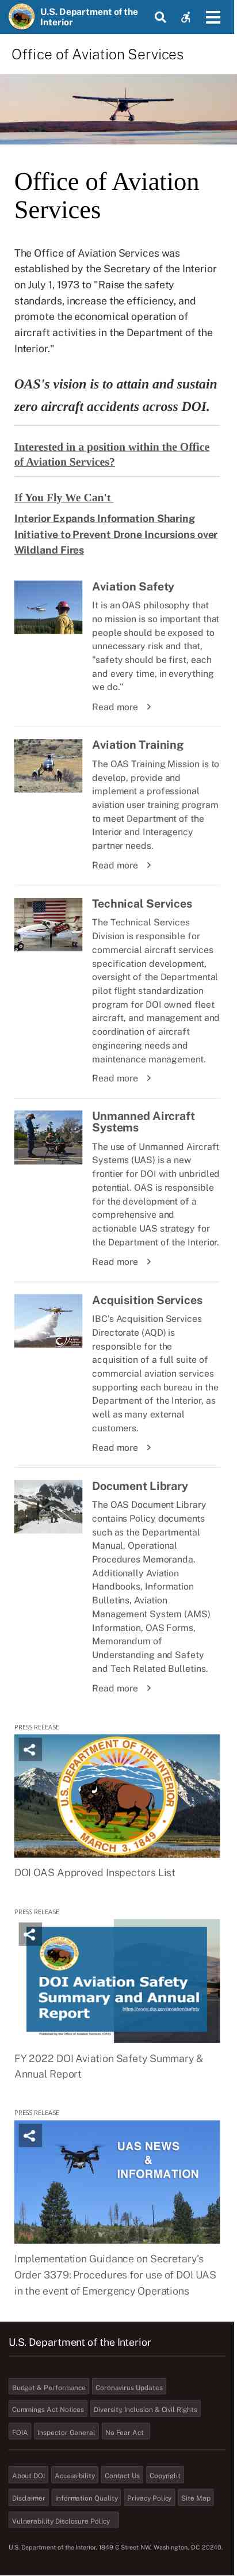 U.S. Department of the
Interior
Office of Aviation Services
Office of Aviation
Services
The Office of Aviation Services was
established by the Secretary of the Interior
on July 1, 1973 to "Raise the safety
standards, increase the efficiency, and
promote the economical operation of
aircraft activities in the Department of the
Interior."
OAS's vision is to attain and sustain
zero aircraft accidents across DOI.
Interested in a position within the Office
of Aviation Services?
If You Fly We Can't
Interior Expands Information Sharing
Initiative to Prevent Drone Incursions over
Wildland Fires
Aviation Safety
It is an OAS philosophy that
no mission is so important that
people should be exposed to
unnecessary risk and that,
"safety should be first, each
and every time, in everything
we do."
Read more
Aviation Training
The OAS Training Mission is to
develop, provide and
implement a professional
aviation user training program
to meet Department of the
Interior and Interagency
partner needs.
Read more
Technical Services
The Technical Services
Division is responsible for
commercial aircraft services
specification development,
oversight of the Departmental
pilot flight standardization
program for DOI owned fleet
aircraft, and management and
coordination of aircraft
engineering needs and
maintenance management.
Read more
Unmanned Aircraft
Systems
The use of Unmanned Aircraft
Systems (UAS) is a new
frontier for DOI with unbridled
potential. OAS is responsible
for the development of a
comprehensive and
actionable UAS strategy for
the Department of the Interior.
Read more
Acquisition Services
IBC's Acquisition Services
Directorate (AQD) is
responsible for the
acquisition of a full suite of
commercial aviation services
supporting each bureau in the
Department of the Interior, as
well as many external
customers.
Read more
Document Library
The OAS Document Library
contains Policy documents
such as the Departmental
Manual, Operational
Procedures Memoranda.
Additionally Aviation
Handbooks, Information
Bulletins, Aviation
Management System (AMS)
Information, OAS Forms,
Memorandum of
Understanding and Safety
and Tech Related Bulletins.
Read more
PRESS RELEASE
U.S. DEPARTMENT OF THE INTERIOR
MARCH 3, 1849
DOI OAS Approved Inspectors List
PRESS RELEASE
DOI Aviation Safety
Summary and Annual
Report
https://www.doi.gov/aviation/safety
FY 2022 DOI Aviation Safety Summary &
Annual Report
PRESS RELEASE
UAS NEWS
&
INFORMATION
Implementation Guidance on Secretary's
Order 3379: Procedures for use of DOI UAS
in the event of Emergency Operations
U.S. Department of the Interior
Budget & Performance
Coronavirus Updates
Cummings Act Notices
Diversity, Inclusion & Civil Rights
FOIA
Inspector General
No Fear Act
About DOI
Accessibility
Contact Us
Copyright
Disclaimer
Information Quality
Privacy Policy
Site Map
Vulnerability Disclosure Policy
U.S. Department of the Interior, 1849 C Street NW, Washington, DC 20240.